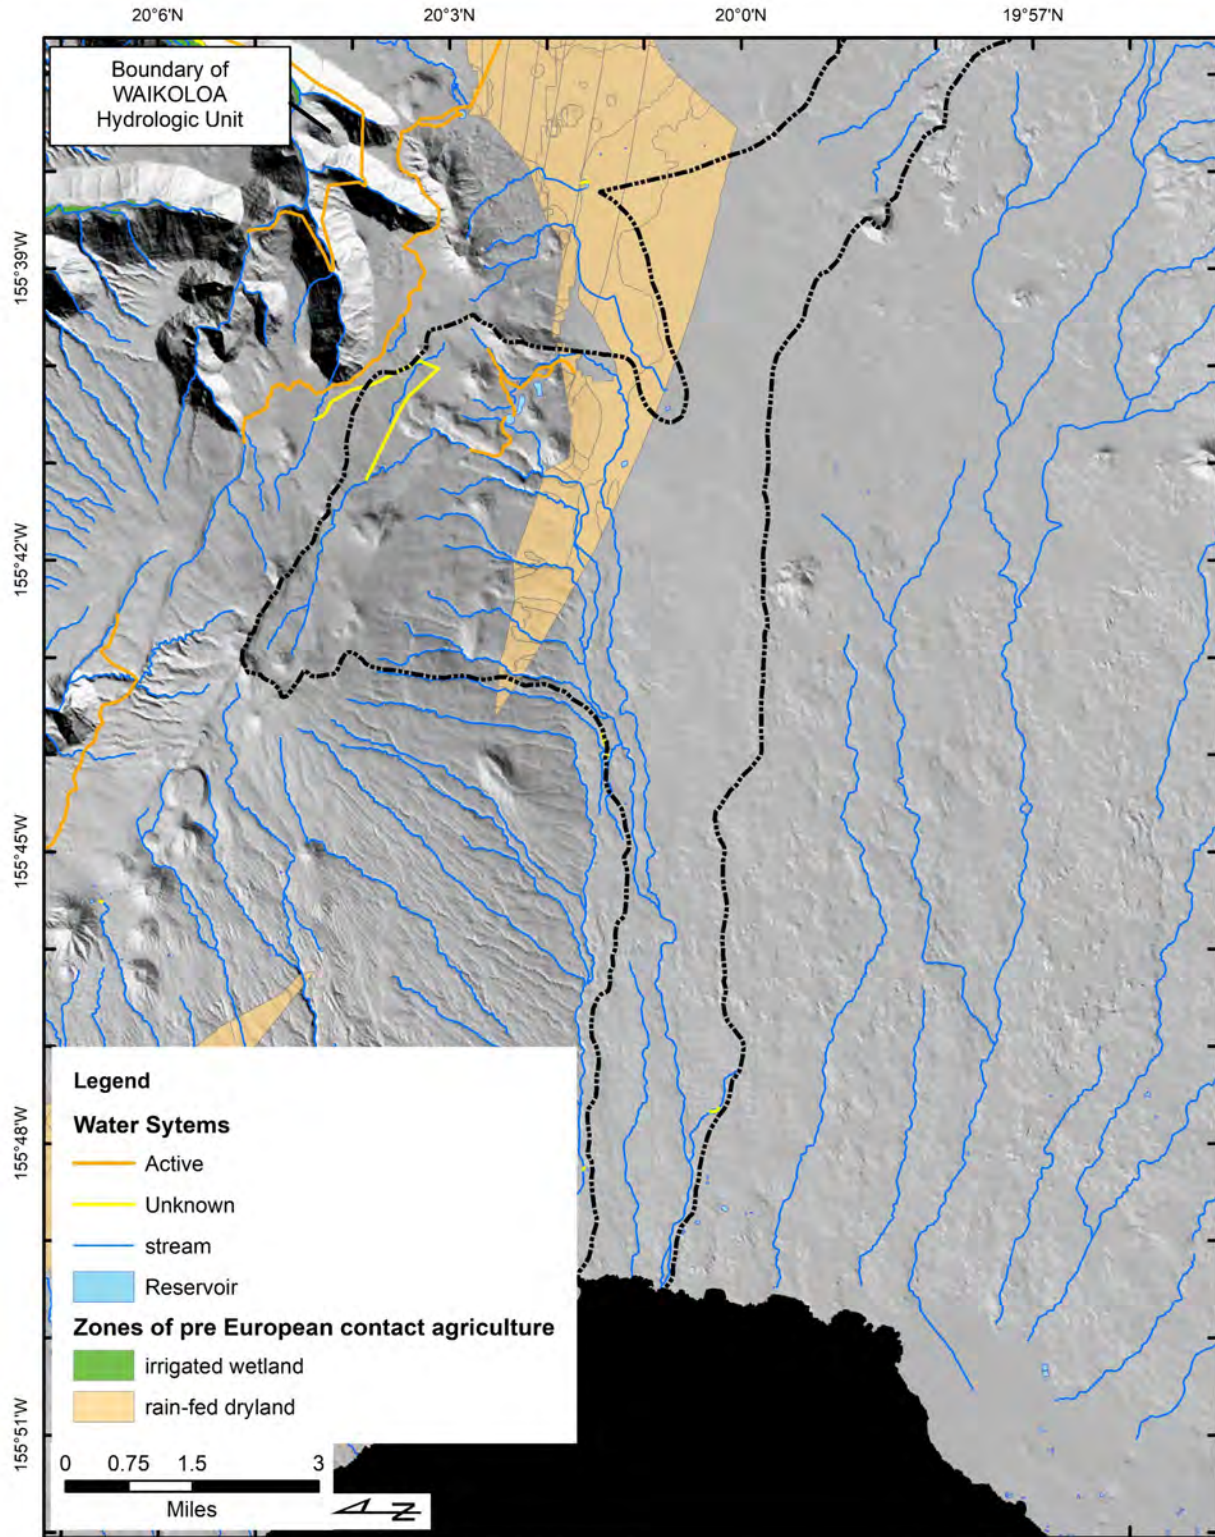 20°6'N
20°3'N
20°0'N
19°57'N
Boundary of
WAIKOLOA
Hydrologic Unit
155°39'W
155°42'W
155°45'W
155°48'W
155°51'W
Legend
Water Sytems
Active
Unknown
stream
Reservoir
Zones of pre European contact agriculture
irrigated wetland
rain-fed dryland
0 0.75 1.5 3
Miles
N